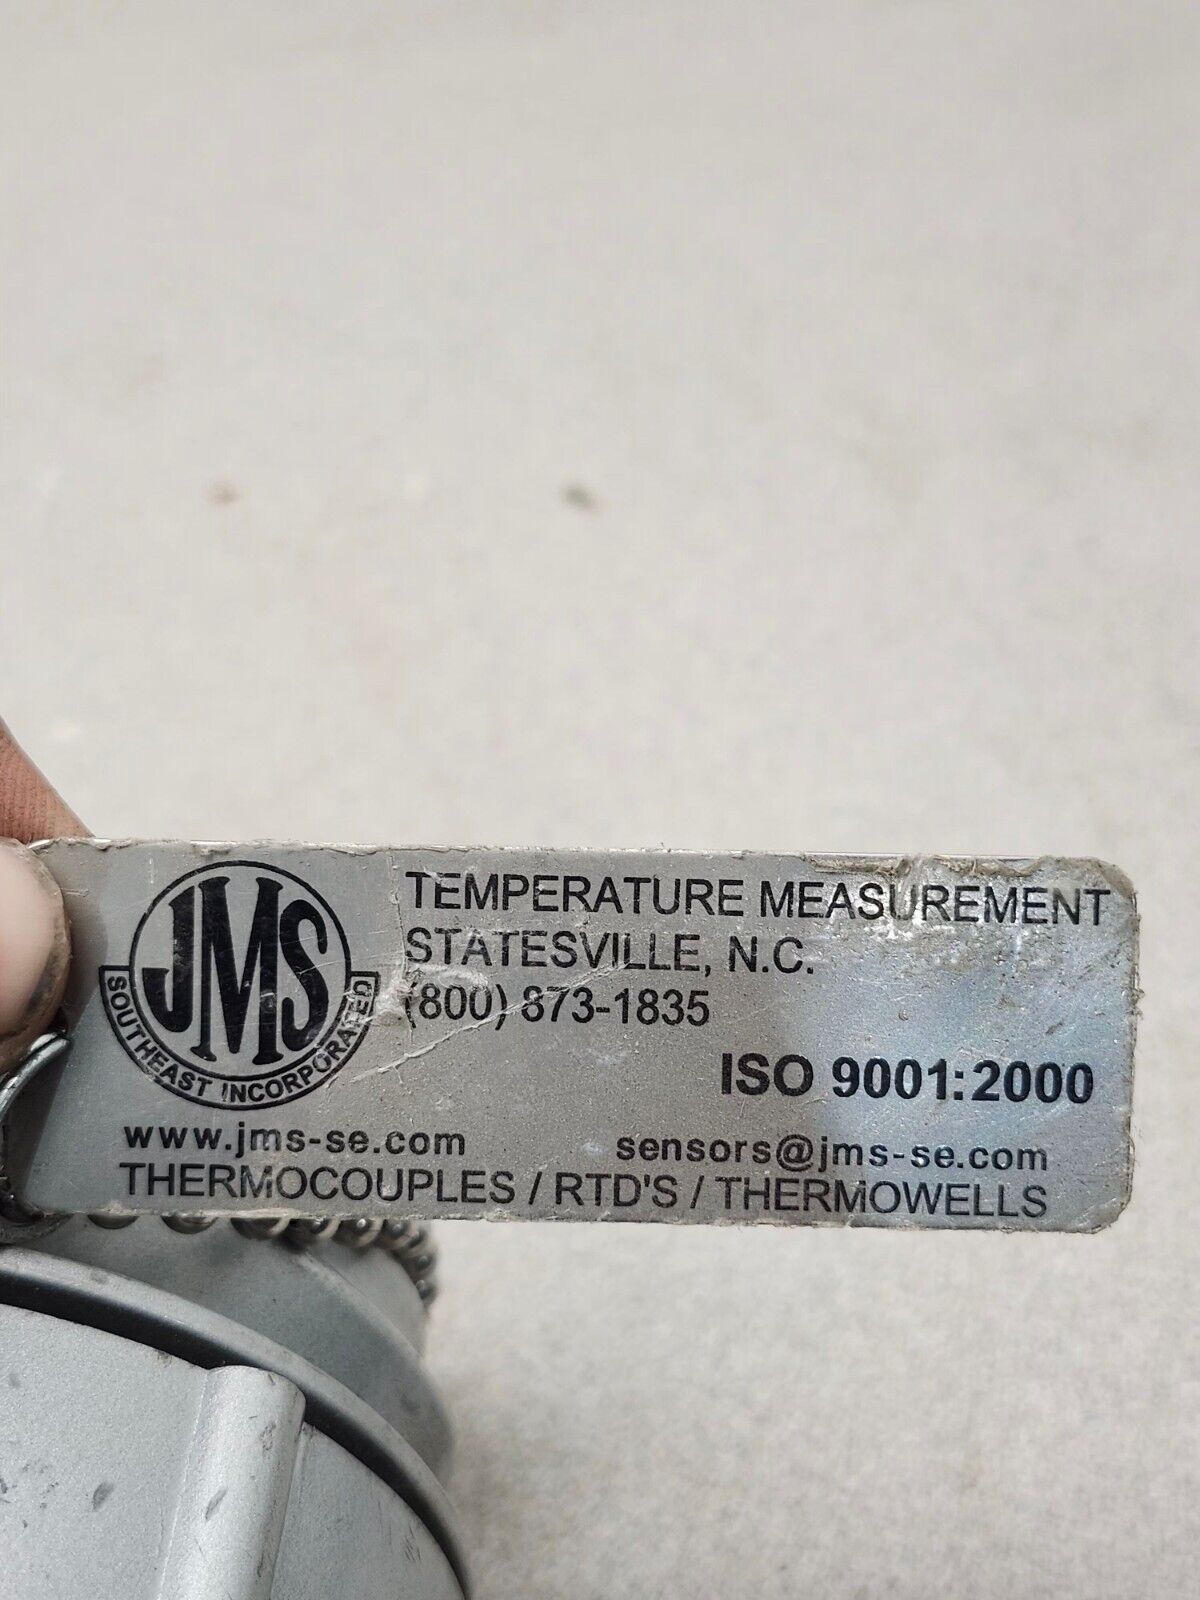 JMS
SOUTHEAST INCORPORATED
TEMPERATURE MEASUREMENT
STATESVILLE, N.C.
(800) 873-1835
ISO 9001:2000
www.jms-se.com sensors@jms-se.com
THERMOCOUPLES / RTD'S / THERMOWELLS